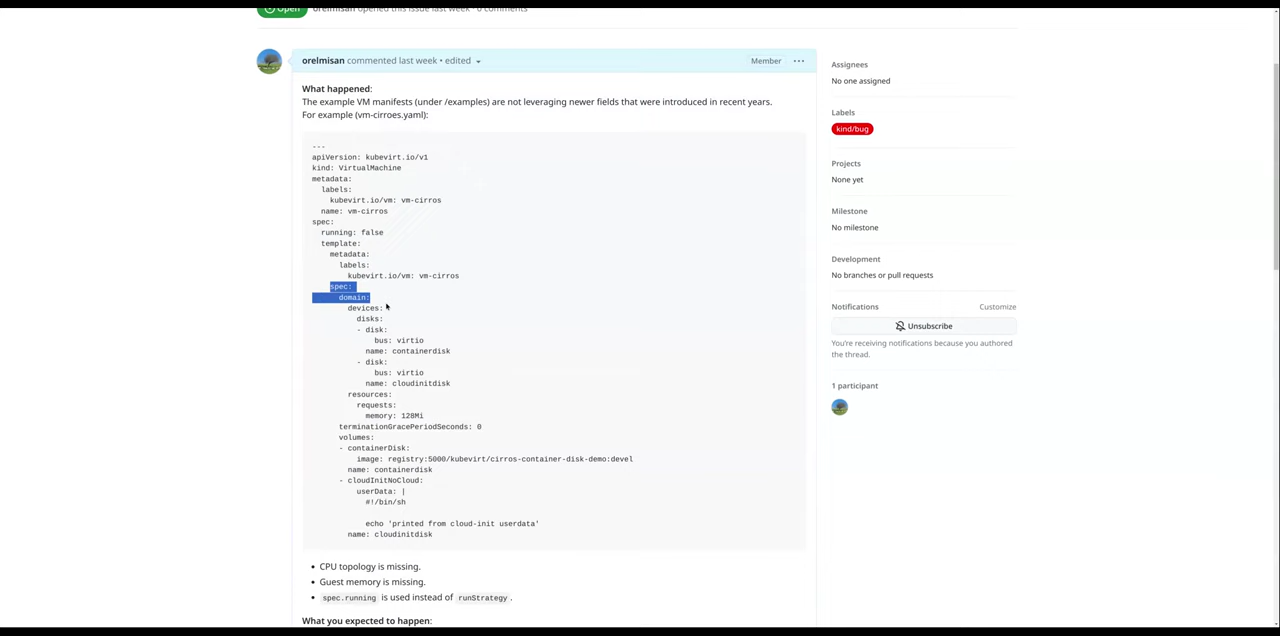 Open orelmisan opened this issue last week · 0 comments
orelmisan commented last week • edited
Member
What happened:
The example VM manifests (under /examples) are not leveraging newer fields that were introduced in recent years.
For example (vm-cirroes.yaml):
---
apiVersion: kubevirt.io/v1
kind: VirtualMachine
metadata:
  labels:
    kubevirt.io/vm: vm-cirros
  name: vm-cirros
spec:
  running: false
  template:
    metadata:
      labels:
        kubevirt.io/vm: vm-cirros
    spec:
      domain:
        devices:
          disks:
          - disk:
              bus: virtio
            name: containerdisk
          - disk:
              bus: virtio
            name: cloudinitdisk
        resources:
          requests:
            memory: 128Mi
      terminationGracePeriodSeconds: 0
      volumes:
      - containerDisk:
          image: registry:5000/kubevirt/cirros-container-disk-demo:devel
        name: containerdisk
      - cloudInitNoCloud:
          userData: |
            #!/bin/sh
            echo 'printed from cloud-init userdata'
        name: cloudinitdisk
• CPU topology is missing.
• Guest memory is missing.
• spec.running is used instead of runStrategy.
What you expected to happen:
Assignees
No one assigned
Labels
kind/bug
Projects
None yet
Milestone
No milestone
Development
No branches or pull requests
Notifications Customize
Unsubscribe
You're receiving notifications because you authored
the thread.
1 participant